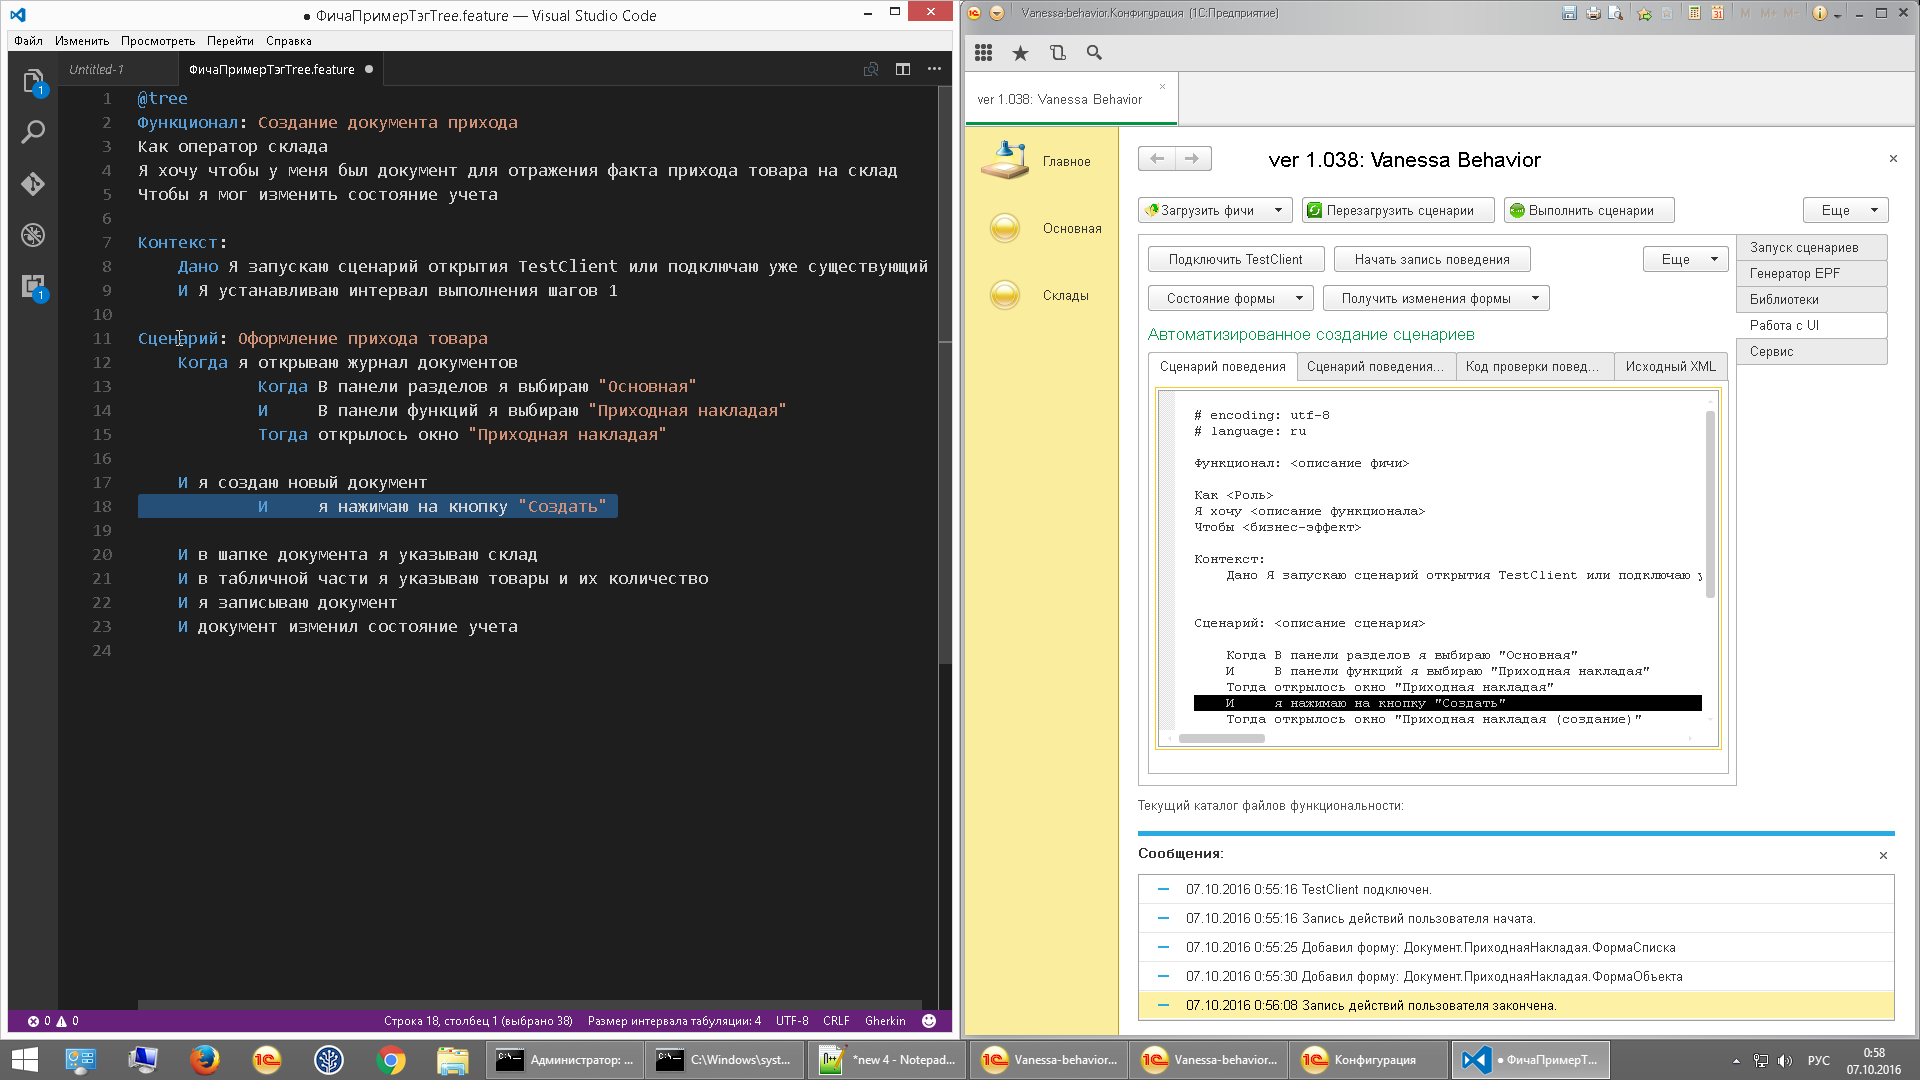 ● ФичаПримерТэгTree.feature — Visual Studio Code
Файл Изменить Просмотреть Перейти Справка
Untitled-1
ФичаПримерТэгTree.feature ●
1 @tree
2 Функционал: Создание документа прихода
3 Как оператор склада
4 Я хочу чтобы у меня был документ для отражения факта прихода товара на склад
5 Чтобы я мог изменить состояние учета
6
7 Контекст:
8 Дано Я запускаю сценарий открытия TestClient или подключаю уже существующий
9 И Я устанавливаю интервал выполнения шагов 1
10
11 Сценарий: Оформление прихода товара
12 Когда я открываю журнал документов
13 Когда В панели разделов я выбираю "Основная"
14 И В панели функций я выбираю "Приходная накладая"
15 Тогда открылось окно "Приходная накладая"
16
17 И я создаю новый документ
18 И я нажимаю на кнопку "Создать"
19
20 И в шапке документа я указываю склад
21 И в табличной части я указываю товары и их количество
22 И я записываю документ
23 И документ изменил состояние учета
24
1
1
0 0
Строка 18, столбец 1 (выбрано 38) Размер интервала табуляции: 4 UTF-8 CRLF Gherkin
Vanessa-behavior.Конфигурация (1С:Предприятие)
M M+ M-
ver 1.038: Vanessa Behavior
Главное
Основная
Склады
ver 1.038: Vanessa Behavior
Загрузить фичи
Перезагрузить сценарии
Выполнить сценарии
Еще
Подключить TestClient
Начать запись поведения
Еще
Состояние формы
Получить изменения формы
Запуск сценариев
Генератор EPF
Библиотеки
Работа с UI
Сервис
Автоматизированное создание сценариев
Сценарий поведения
Сценарий поведения...
Код проверки повед...
Исходный XML
# encoding: utf-8
# language: ru
Функционал: <описание фичи>
Как <Роль>
Я хочу <описание функционала>
Чтобы <бизнес-эффект>
Контекст:
Дано Я запускаю сценарий открытия TestClient или подключаю у
Сценарий: <описание сценария>
Когда В панели разделов я выбираю "Основная"
И В панели функций я выбираю "Приходная накладая"
Тогда открылось окно "Приходная накладая"
И я нажимаю на кнопку "Создать"
Тогда открылось окно "Приходная накладая (создание)"
Текущий каталог файлов функциональности:
Сообщения:
07.10.2016 0:55:16 TestClient подключен.
07.10.2016 0:55:16 Запись действий пользователя начата.
07.10.2016 0:55:25 Добавил форму: Документ.ПриходнаяНакладая.ФормаСписка
07.10.2016 0:55:30 Добавил форму: Документ.ПриходнаяНакладая.ФормаОбъекта
07.10.2016 0:56:08 Запись действий пользователя закончена.
Администратор: ...
C:\Windows\syst...
*new 4 - Notepad...
Vanessa-behavior...
Vanessa-behavior...
Конфигурация
● ФичаПримерТ...
РУС
0:58
07.10.2016